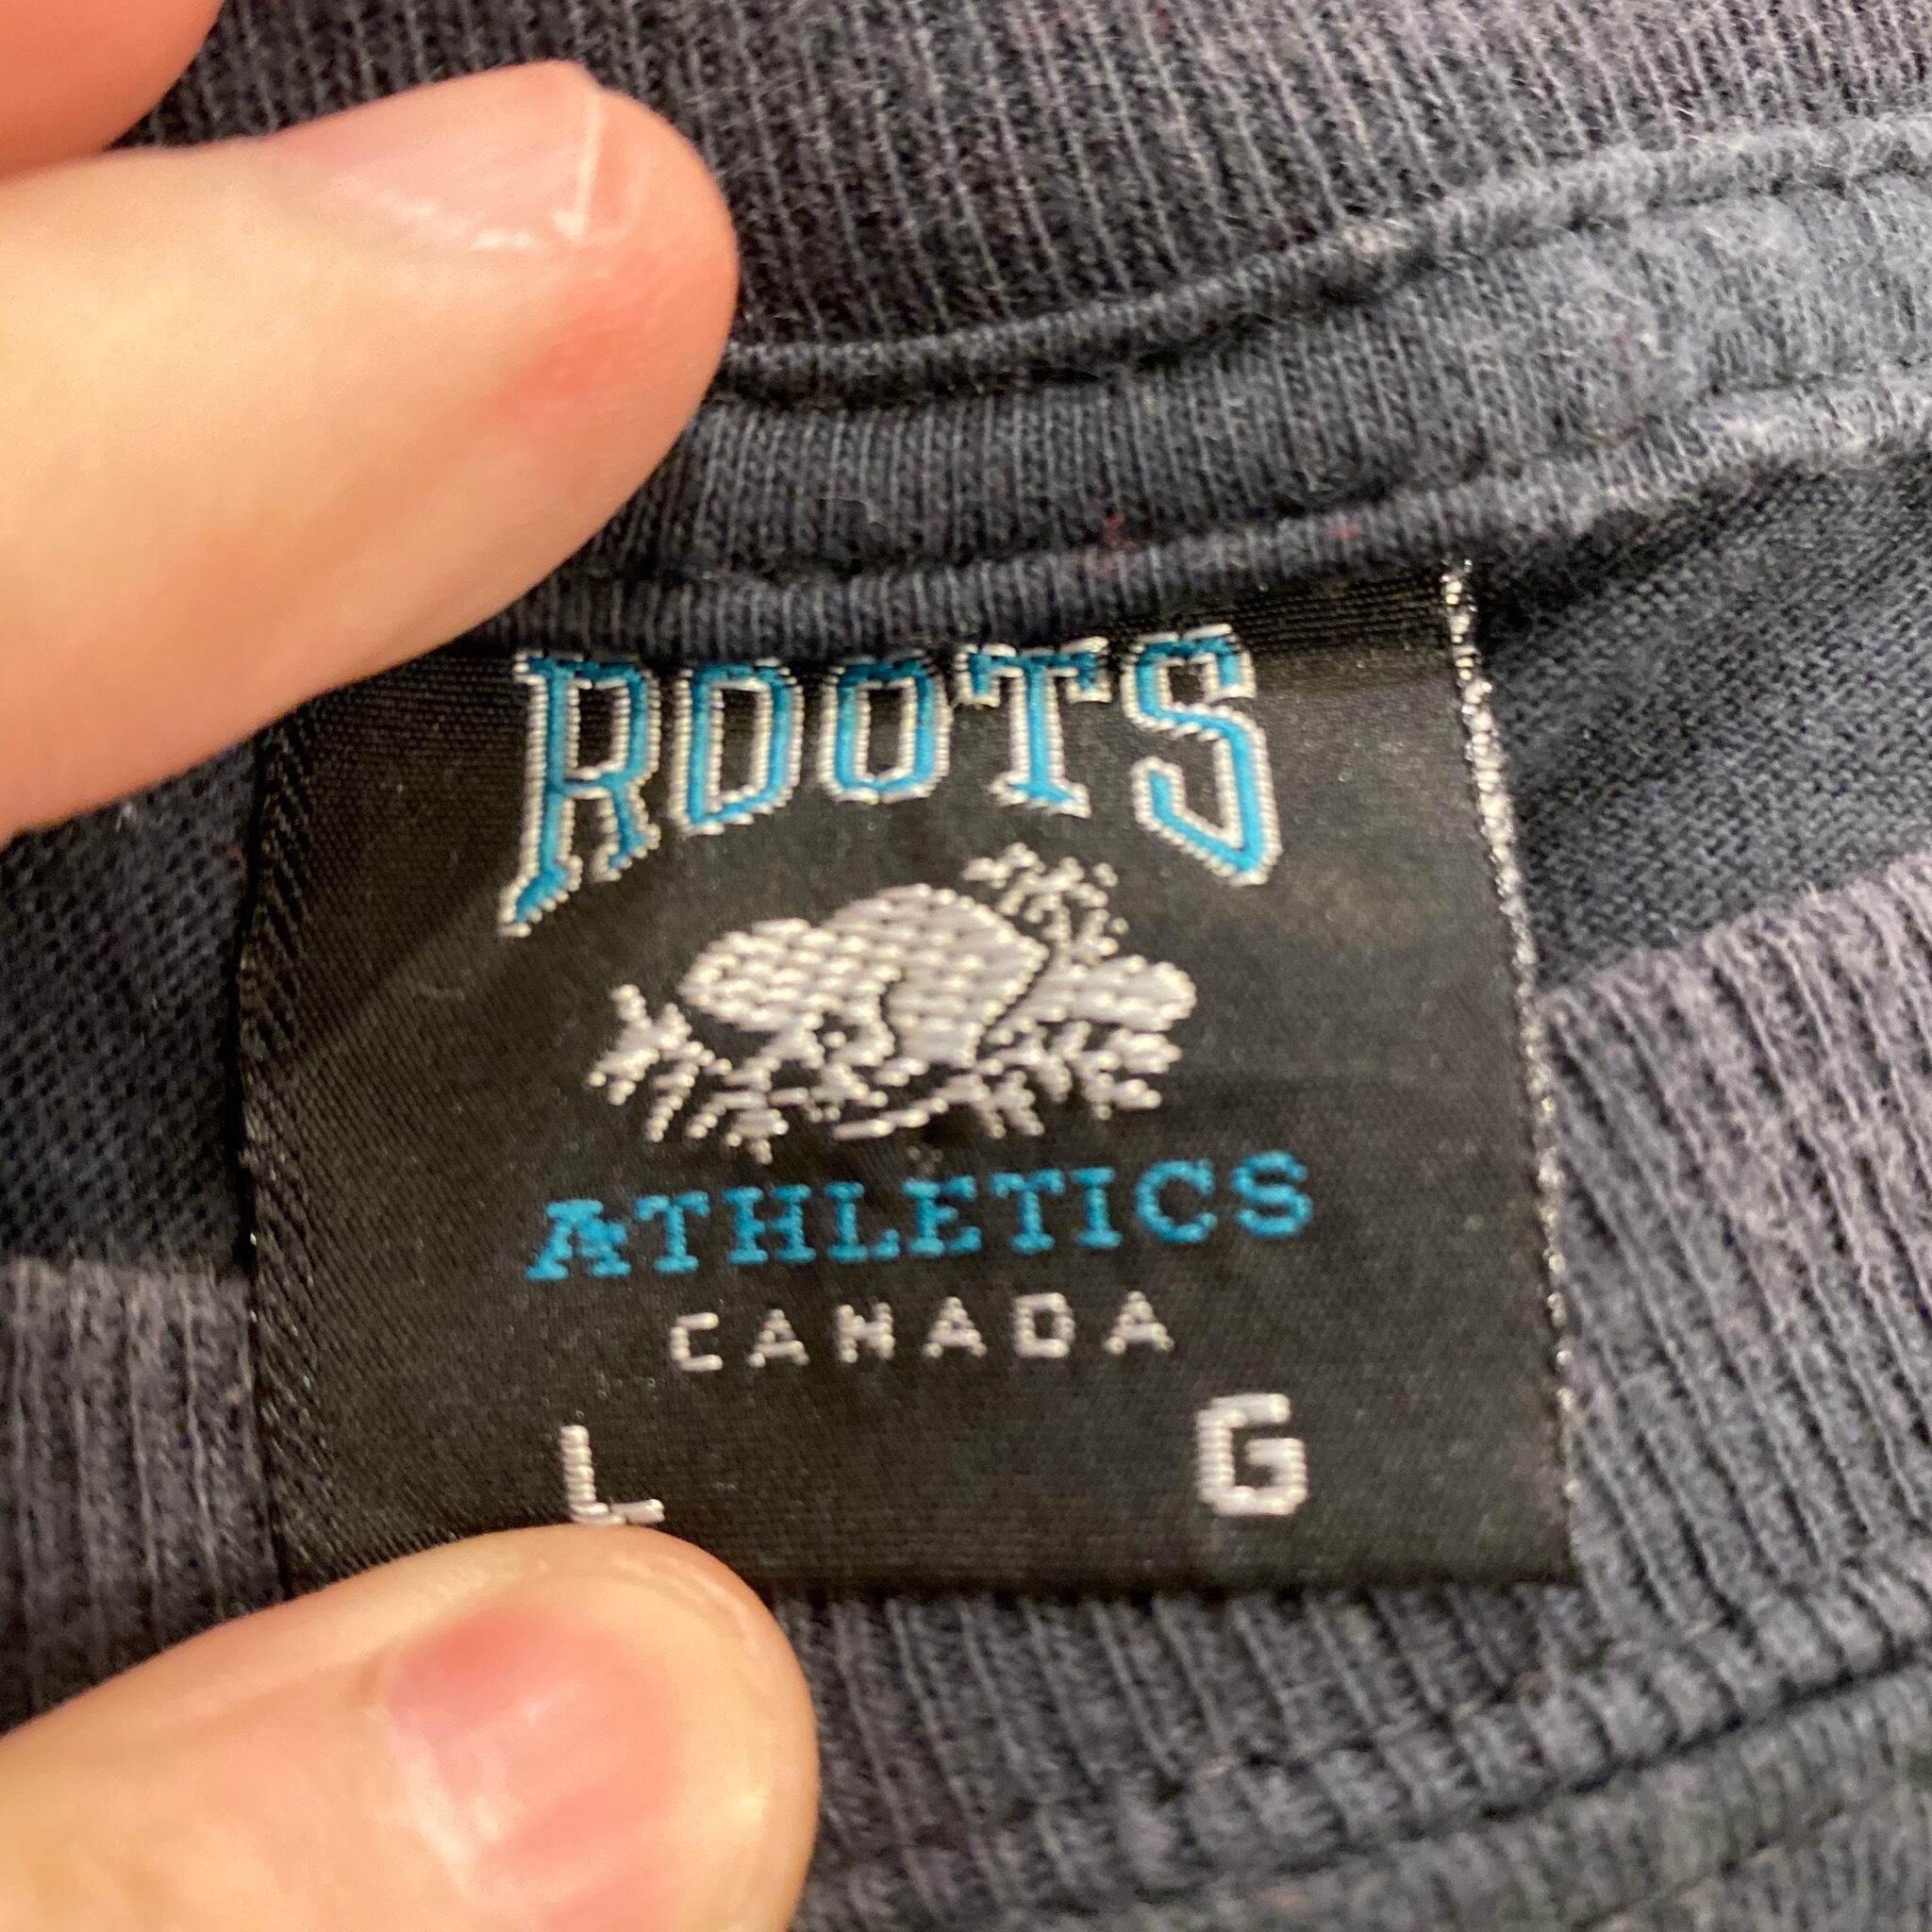 ROOTS
ATHLETICS
CANADA
L G